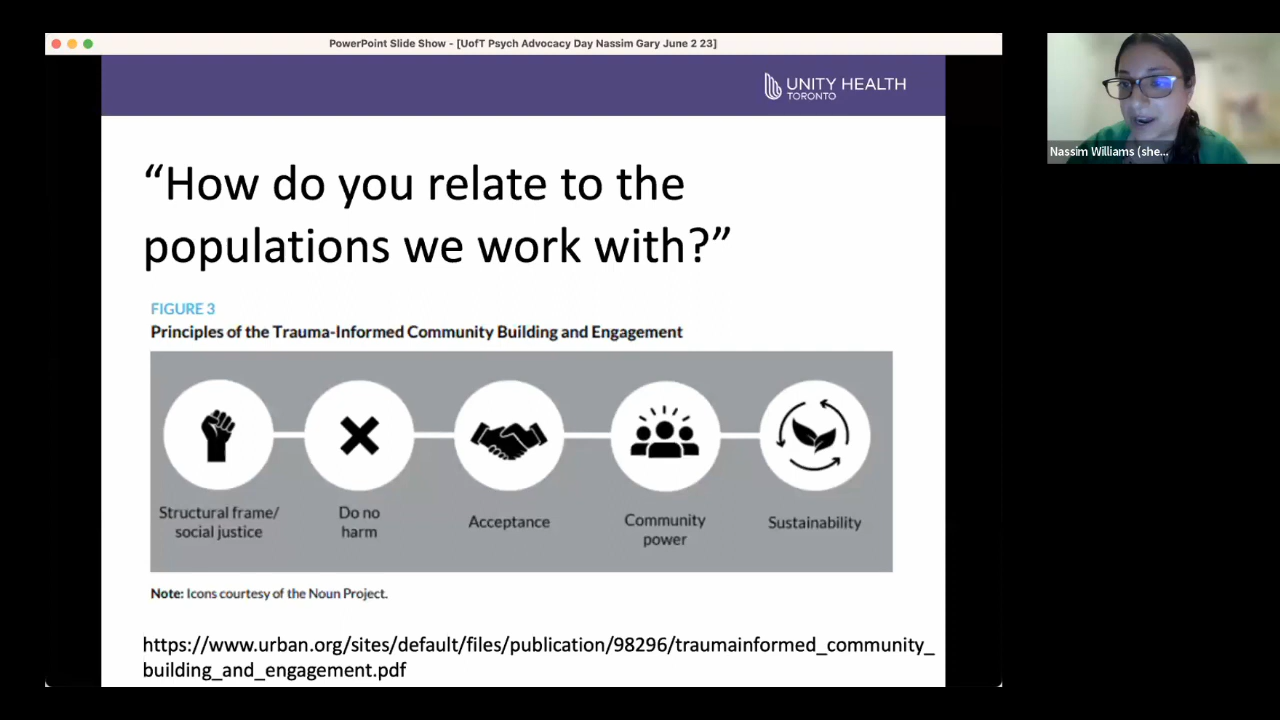 PowerPoint Slide Show - [UofT Psych Advocacy Day Nassim Gary June 2 23]
UNITY HEALTH
TORONTO
“How do you relate to the
populations we work with?”
FIGURE 3
Principles of the Trauma-Informed Community Building and Engagement
Structural frame/
social justice
Do no
harm
Acceptance
Community
power
Sustainability
Note: Icons courtesy of the Noun Project.
https://www.urban.org/sites/default/files/publication/98296/traumainformed_community_
building_and_engagement.pdf
Nassim Williams (she...